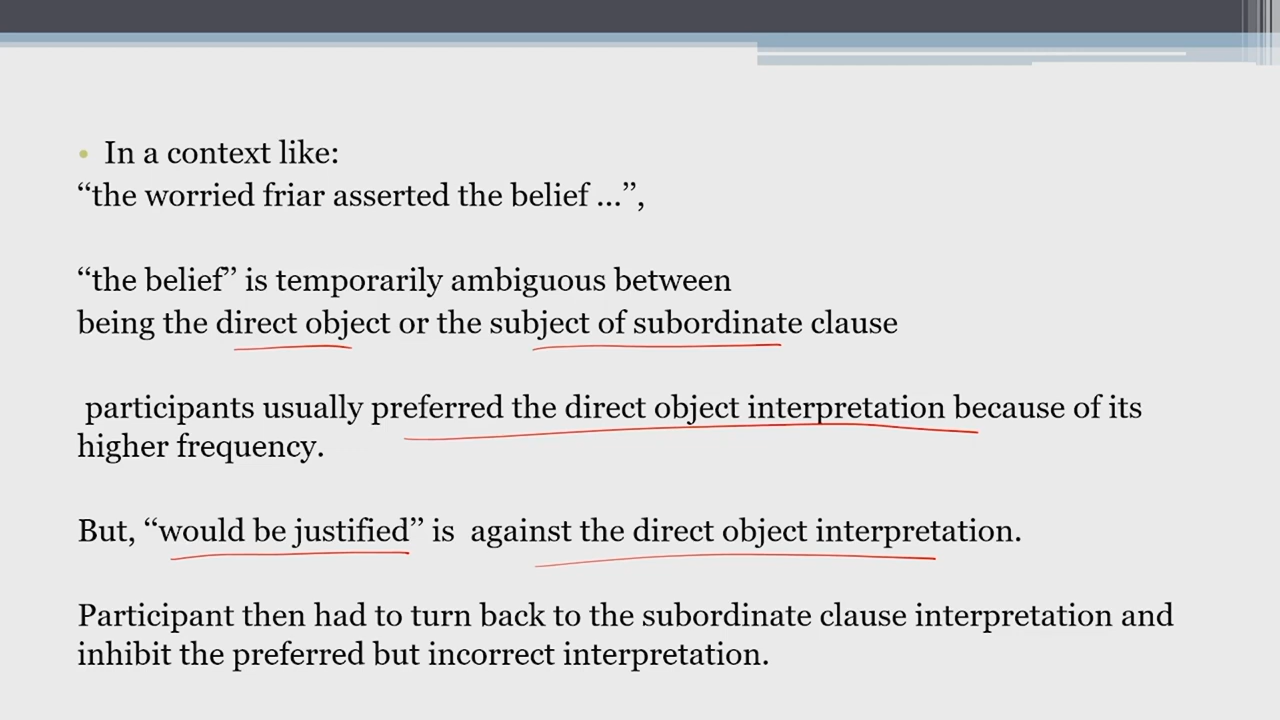 • In a context like:
“the worried friar asserted the belief …”,
“the belief” is temporarily ambiguous between
being the direct object or the subject of subordinate clause
participants usually preferred the direct object interpretation because of its
higher frequency.
But, “would be justified” is  against the direct object interpretation.
Participant then had to turn back to the subordinate clause interpretation and
inhibit the preferred but incorrect interpretation.